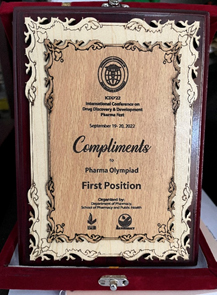 ICDD'22
International Conference on
Drug Discovery & Development
Pharma Fest
September 19- 20, 2022
Compliments
to
Pharma Olympiad
First Position
Organized by:
Department of Pharmacy
School of Pharmacy and Public Health